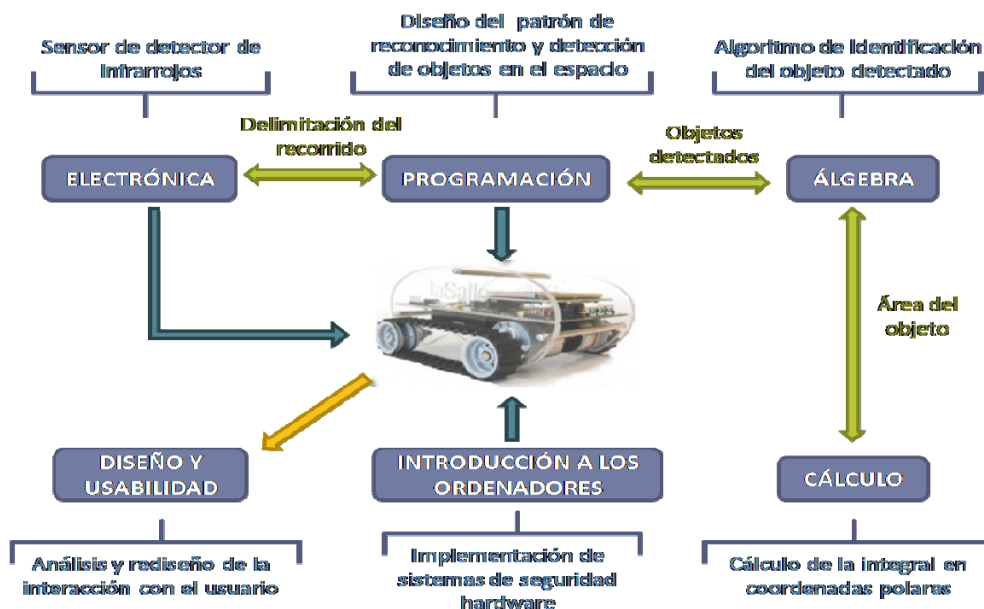 Sensor de detector de
infrarrojos
Diseño del patrón de
reconocimiento y detección
de objetos en el espacio
Algoritmo de identificación
del objeto detectado
Delimitación del
recorrido
Objetos
detectados
ELECTRÓNICA
PROGRAMACIÓN
ÁLGEBRA
laSalle
Área del
objeto
DISEÑO Y
USABILIDAD
INTRODUCCIÓN A LOS
ORDENADORES
CÁLCULO
Análisis y rediseño de la
interacción con el usuario
Implementación de
sistemas de seguridad
hardware
Cálculo de la integral en
coordenadas polares